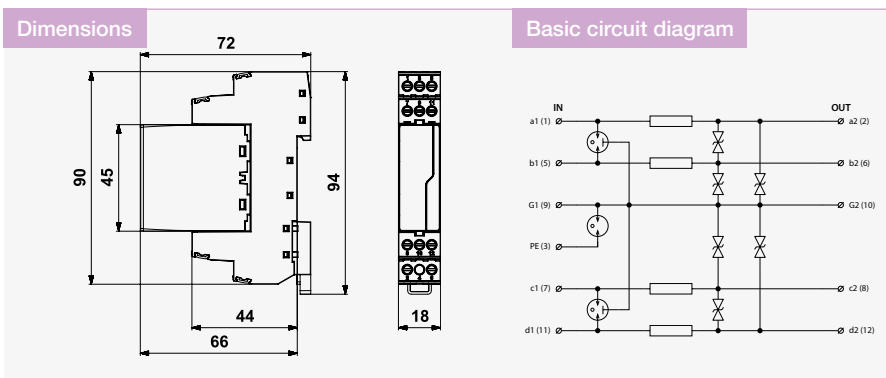 Dimensions
72
90
45
94
44
66
18
Basic circuit diagram
IN
OUT
a1 (1)
a2 (2)
b1 (5)
b2 (6)
G1 (9)
G2 (10)
PE (3)
c1 (7)
c2 (8)
d1 (11)
d2 (12)